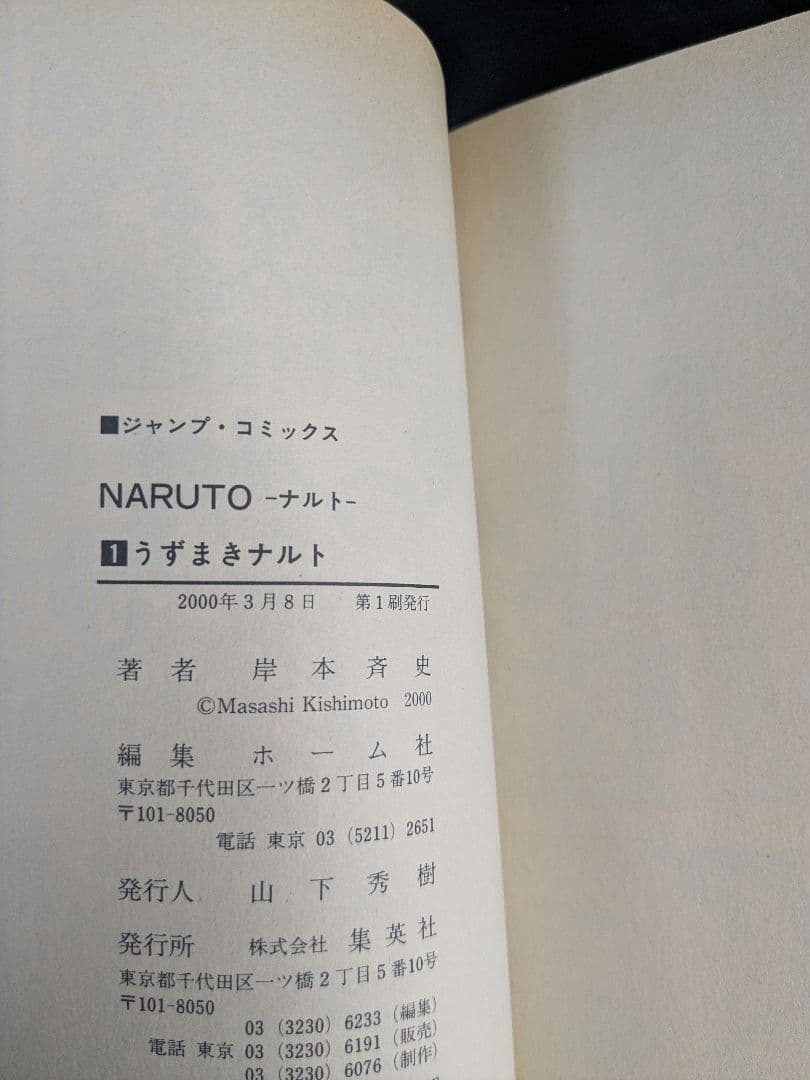 ■ジャンプ・コミックス
NARUTO -ナルト-
1うずまきナルト
2000年3月8日 第1刷発行
著者 岸本斉史
©Masashi Kishimoto 2000
編集 ホーム社
東京都千代田区一ツ橋2丁目5番10号
〒101-8050
電話 東京 03 (5211) 2651
発行人 山下秀樹
発行所 株式会社 集英社
東京都千代田区一ツ橋2丁目5番10号
〒101-8050
03 (3230) 6233 (編集)
電話 東京 03 (3230) 6191 (販売)
03 (3230) 6076 (制作)